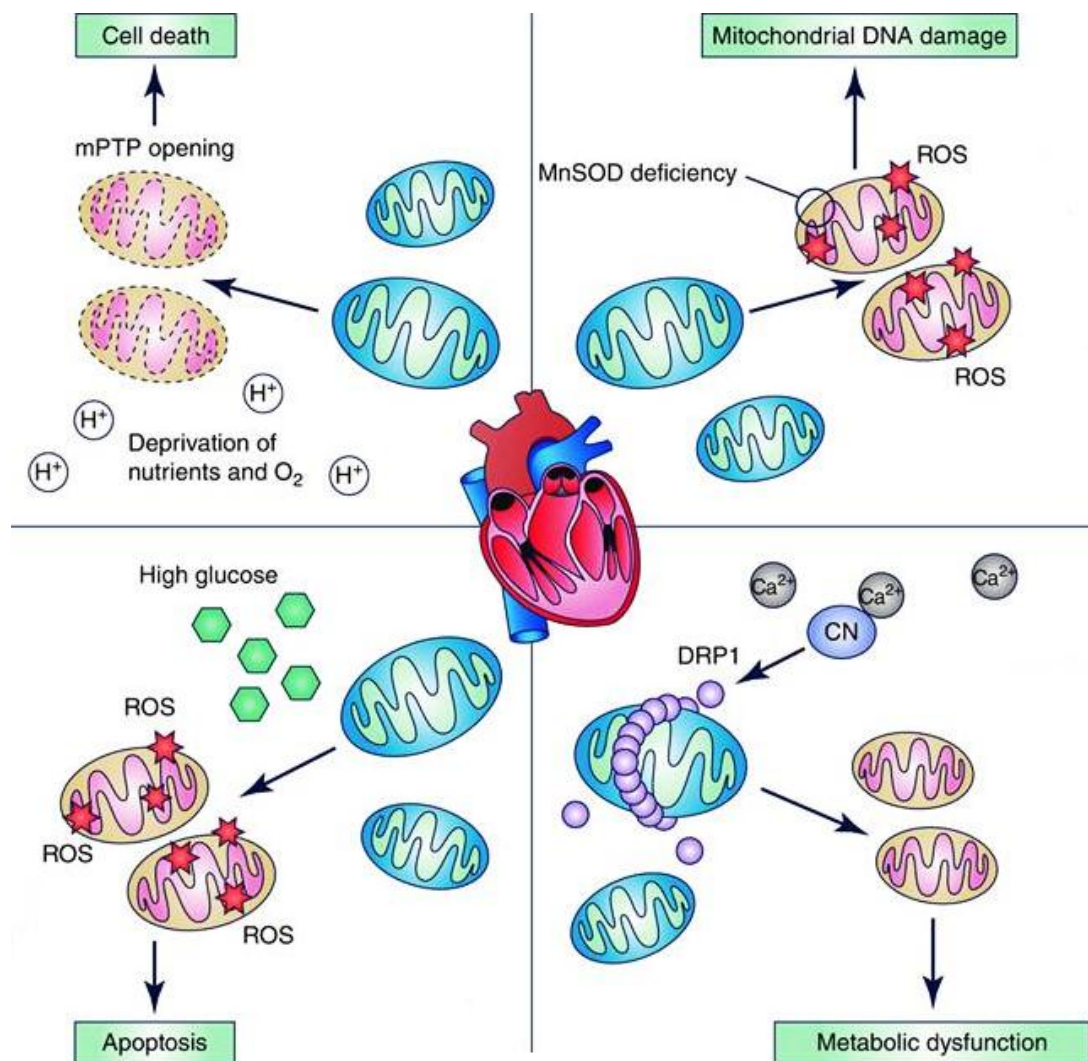 Cell death
mPTP opening
H⁺
H⁺
H⁺
H⁺
Deprivation of
nutrients and O₂
Mitochondrial DNA damage
ROS
MnSOD deficiency
ROS
High glucose
ROS
ROS
ROS
Apoptosis
Ca²⁺
Ca²⁺
Ca²⁺
CN
DRP1
Metabolic dysfunction